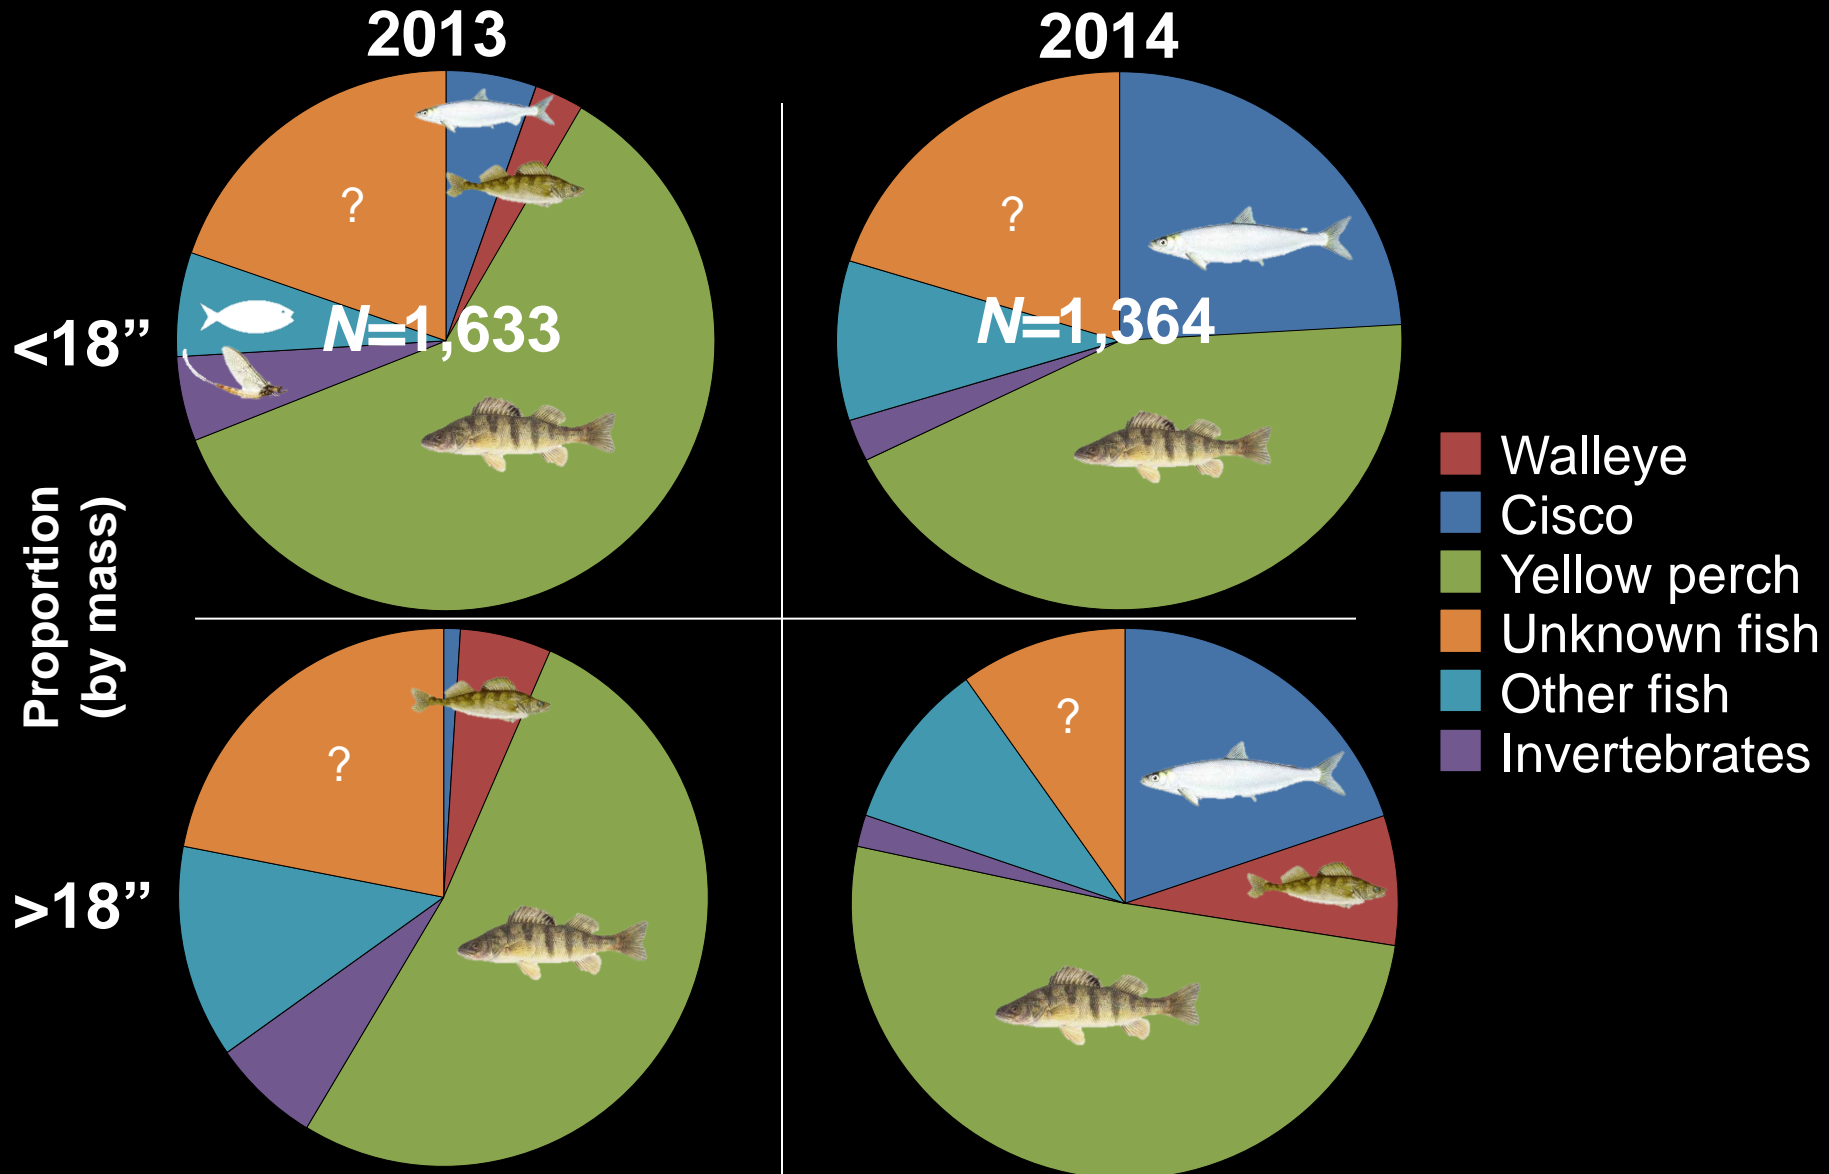 2013
2014
?
?
<18”
N=1,633
N=1,364
Proportion
(by mass)
Walleye
Cisco
Yellow perch
Unknown fish
Other fish
Invertebrates
?
?
>18”